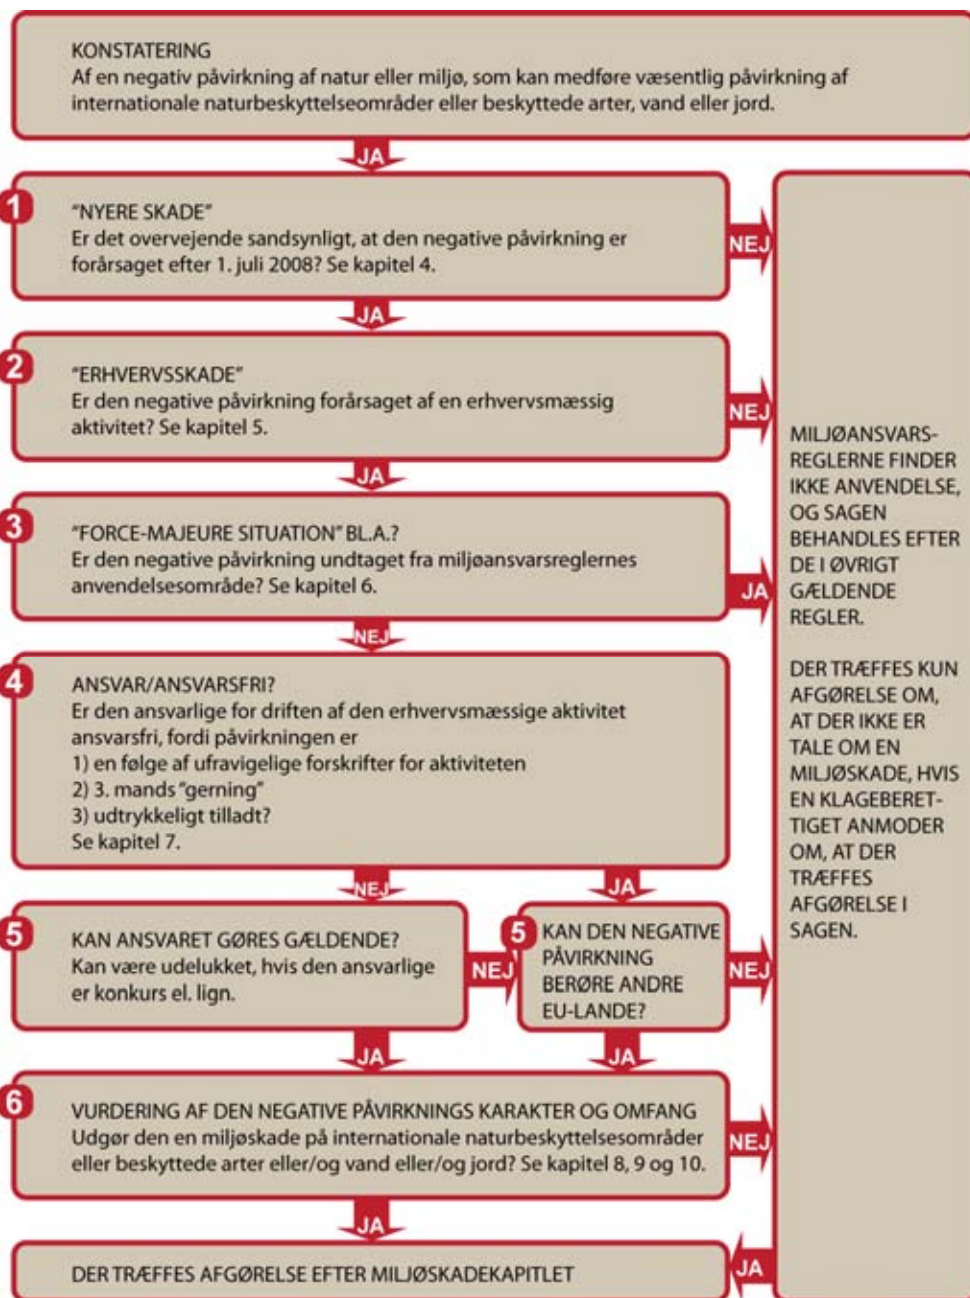 KONSTATERING
Af en negativ påvirkning af natur eller miljø, som kan medføre væsentlig påvirkning af
internationale naturbeskyttelseområder eller beskyttede arter, vand eller jord.
JA
1
"NYERE SKADE"
Er det overvejende sandsynligt, at den negative påvirkning er
forårsaget efter 1. juli 2008? Se kapitel 4.
NEJ
JA
2
"ERHVERVSSKADE"
Er den negative påvirkning forårsaget af en erhvervsmæssig
aktivitet? Se kapitel 5.
NEJ
JA
3
"FORCE-MAJEURE SITUATION" BL.A.?
Er den negative påvirkning undtaget fra miljøansvarsreglernes
anvendelsesområde? Se kapitel 6.
JA
NEJ
4
ANSVAR/ANSVARSFRI?
Er den ansvarlige for driften af den erhvervsmæssige aktivitet
ansvarsfri, fordi påvirkningen er
1) en følge af ufravigelige forskrifter for aktiviteten
2) 3. mands "gerning"
3) udtrykkeligt tilladt?
Se kapitel 7.
NEJ
JA
5
KAN ANSVARET GØRES GÆLDENDE?
Kan være udelukket, hvis den ansvarlige
er konkurs el. lign.
NEJ
5
KAN DEN NEGATIVE
PÅVIRKNING
BERØRE ANDRE
EU-LANDE?
NEJ
JA
JA
6
VURDERING AF DEN NEGATIVE PÅVIRKNINGS KARAKTER OG OMFANG
Udgør den en miljøskade på internationale naturbeskyttelsesområder
eller beskyttede arter eller/og vand eller/og jord? Se kapitel 8, 9 og 10.
NEJ
JA
DER TRÆFFES AFGØRELSE EFTER MILJØSKADEKAPITLET
JA
MILJØANSVARS-
REGLERNE FINDER
IKKE ANVENDELSE,
OG SAGEN
BEHANDLES EFTER
DE I ØVRIGT
GÆLDENDE
REGLER.
DER TRÆFFES KUN
AFGØRELSE OM,
AT DER IKKE ER
TALE OM EN
MILJØSKADE, HVIS
EN KLAGEBERET-
TIGET ANMODER
OM, AT DER
TRÆFFES
AFGØRELSE I
SAGEN.